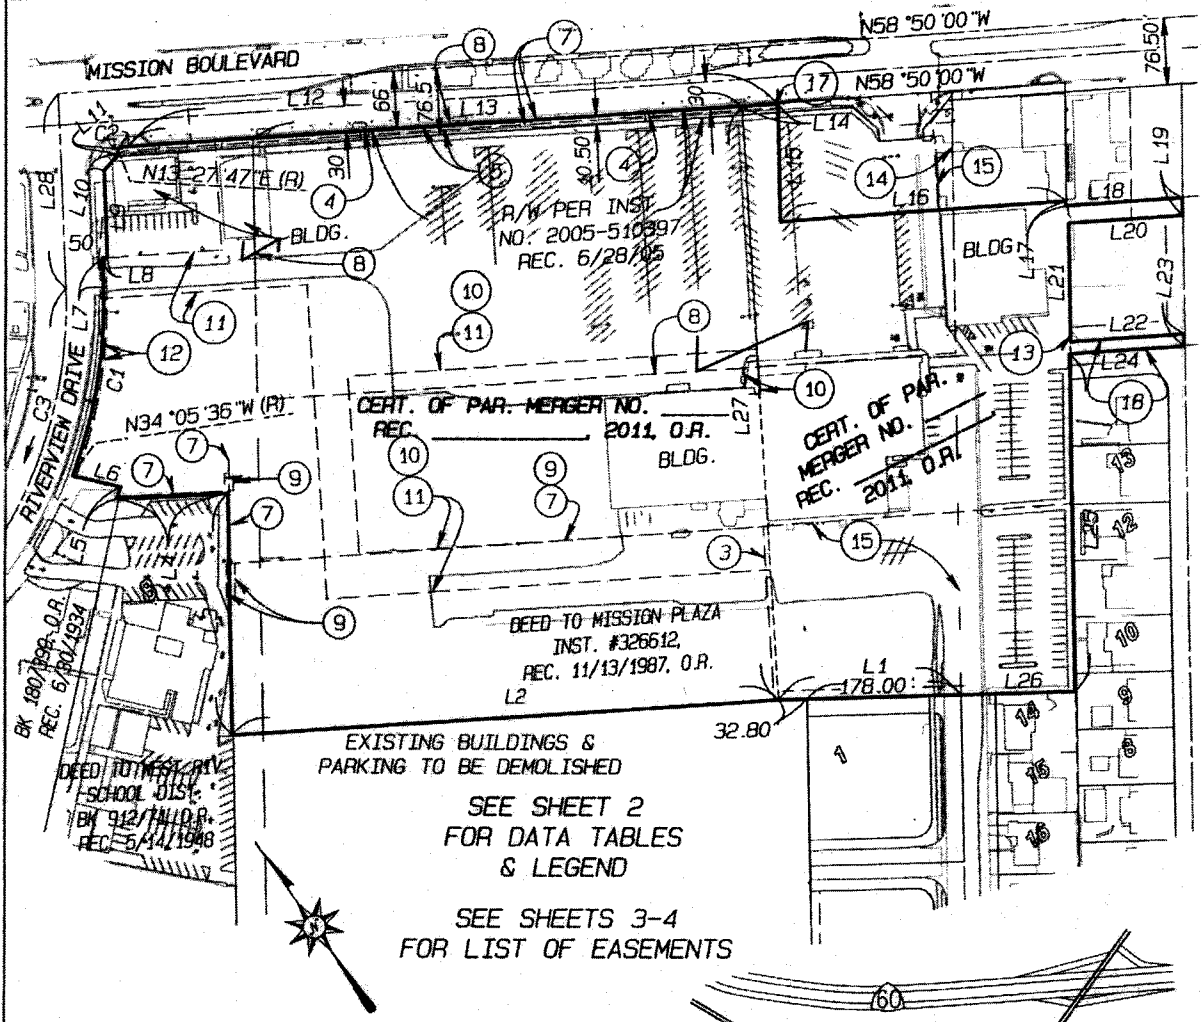 N58°50'00"W
MISSION BOULEVARD
8
7
76.50
L12
66
76.5
L13
30
17
N58°50'00"W
L11
C2
L14
L19
N13°27'47"E (R)
30
4
40.50
4
L15
14
15
L28
L10
50
BLDG.
R/W PER INST.
NO. 2005-510397
REC. 6/28/05
L16
L18
BLDG.
L17
L20
L8
8
L21
L23
L7
11
10
11
8
12
L22
13
L24
C1
C3
N34°05'36"W (R)
CERT. OF PAR. MERGER NO.
REC. 2011, O.R.
L27
10
CERT. OF PAR.
MERGER NO.
REC. 2011, O.R.
18
RIVERVIEW DRIVE
7
10
BLDG.
L6
7
9
11
9
7
13
7
L25
12
L5
L4
3
15
9
DEED TO MISSION PLAZA
INST. #326612,
REC. 11/13/1987, O.R.
10
BK 180/399, O.R.
REC. 6/30/1934
L2
L1
178.00
L26
9
32.80
14
8
EXISTING BUILDINGS &
PARKING TO BE DEMOLISHED
1
15
DEED TO WEST RIV.
SCHOOL DIST.
REC. 5/14/1948
SEE SHEET 2
FOR DATA TABLES
& LEGEND
16
N
SEE SHEETS 3-4
FOR LIST OF EASEMENTS
60